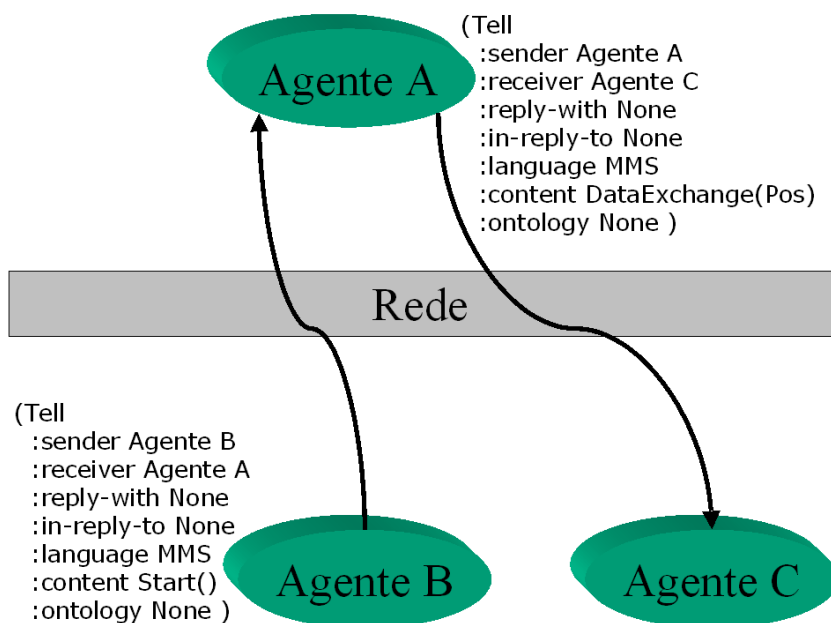 Agente A
(Tell
:sender Agente A
:receiver Agente C
:reply-with None
:in-reply-to None
:language MMS
:content DataExchange(Pos)
:ontology None )
Rede
(Tell
:sender Agente B
:receiver Agente A
:reply-with None
:in-reply-to None
:language MMS
:content Start()
:ontology None )
Agente B
Agente C